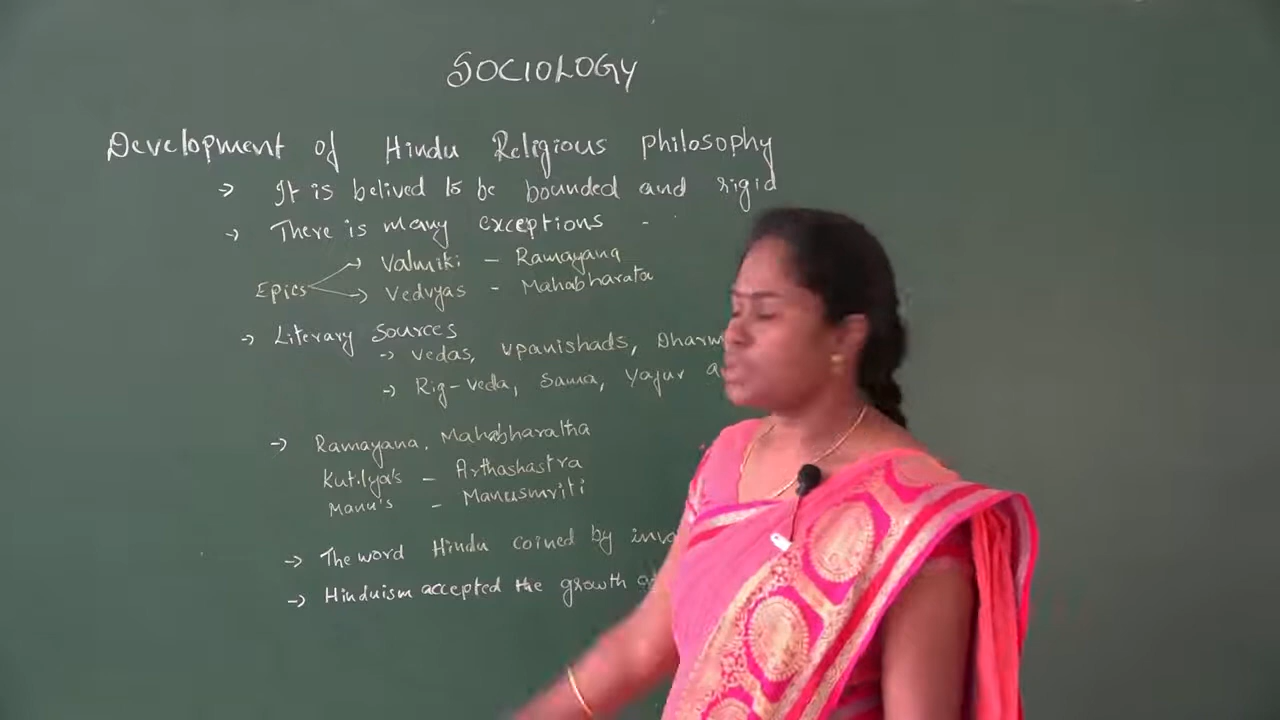 SOCIOLOGY
Development of Hindu Religious philosophy
→ It is belived to be bounded and rigid
→ There is many exceptions -
Epics → Valmiki - Ramayana
→ Vedvyas - Mahabharata
→ Literary sources
→ Vedas, Upanishads, Dharm
→ Rig-veda, Sama, Yajur a
→ Ramayana, Mahabharatha
Kutilya's - Arthashastra
Manu's - Manusmriti
→ The word Hindu coined by inva
→ Hinduism accepted the growth